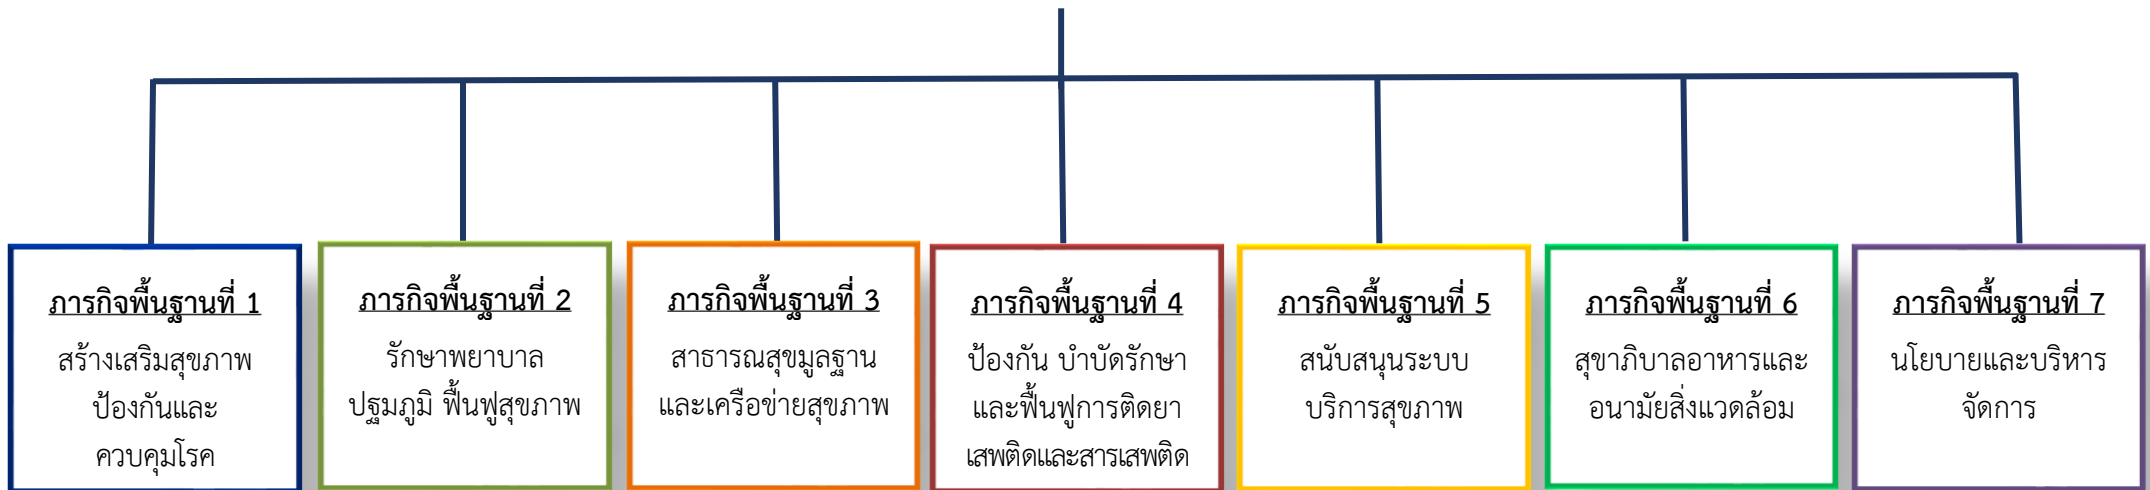 ภารกิจพื้นฐานที่ 1
สร้างเสริมสุขภาพ
ป้องกันและ
ควบคุมโรค
ภารกิจพื้นฐานที่ 2
รักษาพยาบาล
ปฐมภูมิ ฟื้นฟูสุขภาพ
ภารกิจพื้นฐานที่ 3
สาธารณสุขมูลฐาน
และเครือข่ายสุขภาพ
ภารกิจพื้นฐานที่ 4
ป้องกัน บำบัดรักษา
และฟื้นฟูการติดยา
เสพติดและสารเสพติด
ภารกิจพื้นฐานที่ 5
สนับสนุนระบบ
บริการสุขภาพ
ภารกิจพื้นฐานที่ 6
สุขาภิบาลอาหารและ
อนามัยสิ่งแวดล้อม
ภารกิจพื้นฐานที่ 7
นโยบายและบริหาร
จัดการ